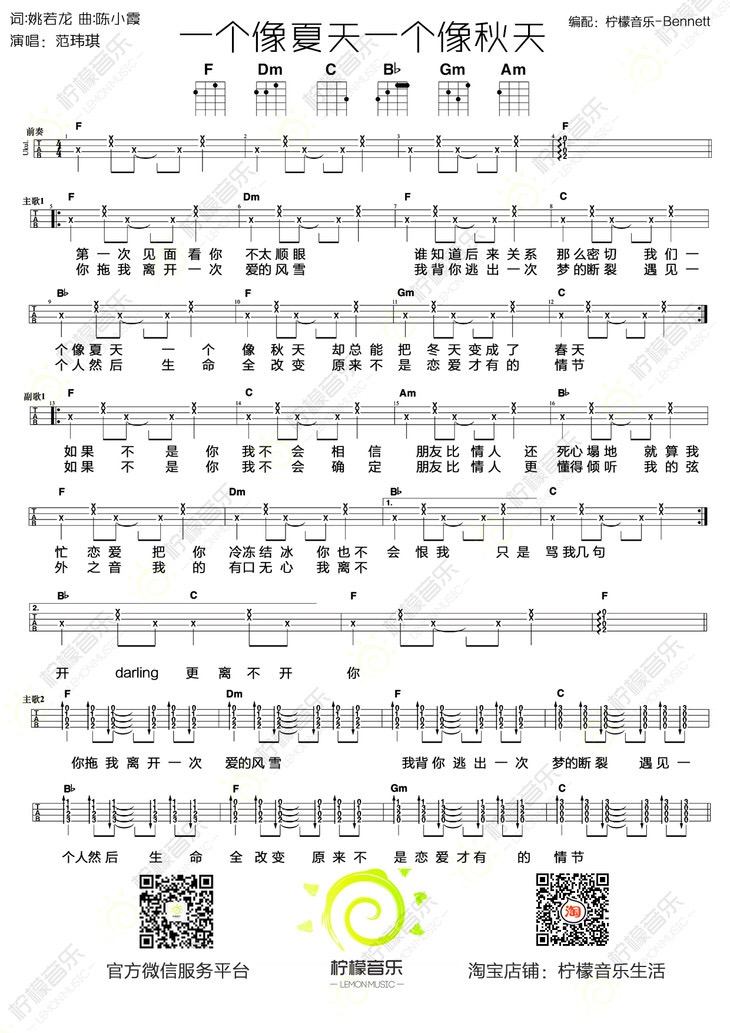 词:姚若龙 曲:陈小霞
演唱：范玮琪
一个像夏天一个像秋天
编配：柠檬音乐-Bennett
F Dm C B♭ Gm Am
前奏 F F
Ukul.
主歌1 F Dm F C
第一次见面看你 不太顺眼 谁知道后来关系 那么密切 我们一
你拖我离开一次 爱的风雪 我背你逃出一次 梦的断裂 遇见一
B♭ F Gm C
个像夏天 一个像秋天 却总能把冬天变成了 春天
个人然后 生命全改变 原来不是恋爱才有的 情节
副歌1 F C Am B♭
如果不是你 我不会相信 朋友比情人还 死心塌地 就算我
如果不是你 我不会确定 朋友比情人更 懂得倾听 我的弦
F Dm B♭ C
1.
忙恋爱把你 冷冻结冰 你也不会恨我 只是骂我几句
外之音我的 有口无心 我离不
B♭ C F F
2.
开 darling 更离不开 你
主歌2 F Dm F C
你拖我离开一次 爱的风雪 我背你逃出一次 梦的断裂 遇见一
B♭ F Gm C
个人然后 生命 全改变 原来不 是恋爱才有 的 情节
官方微信服务平台
柠檬音乐
LEMON MUSIC
淘
淘宝店铺：柠檬音乐生活